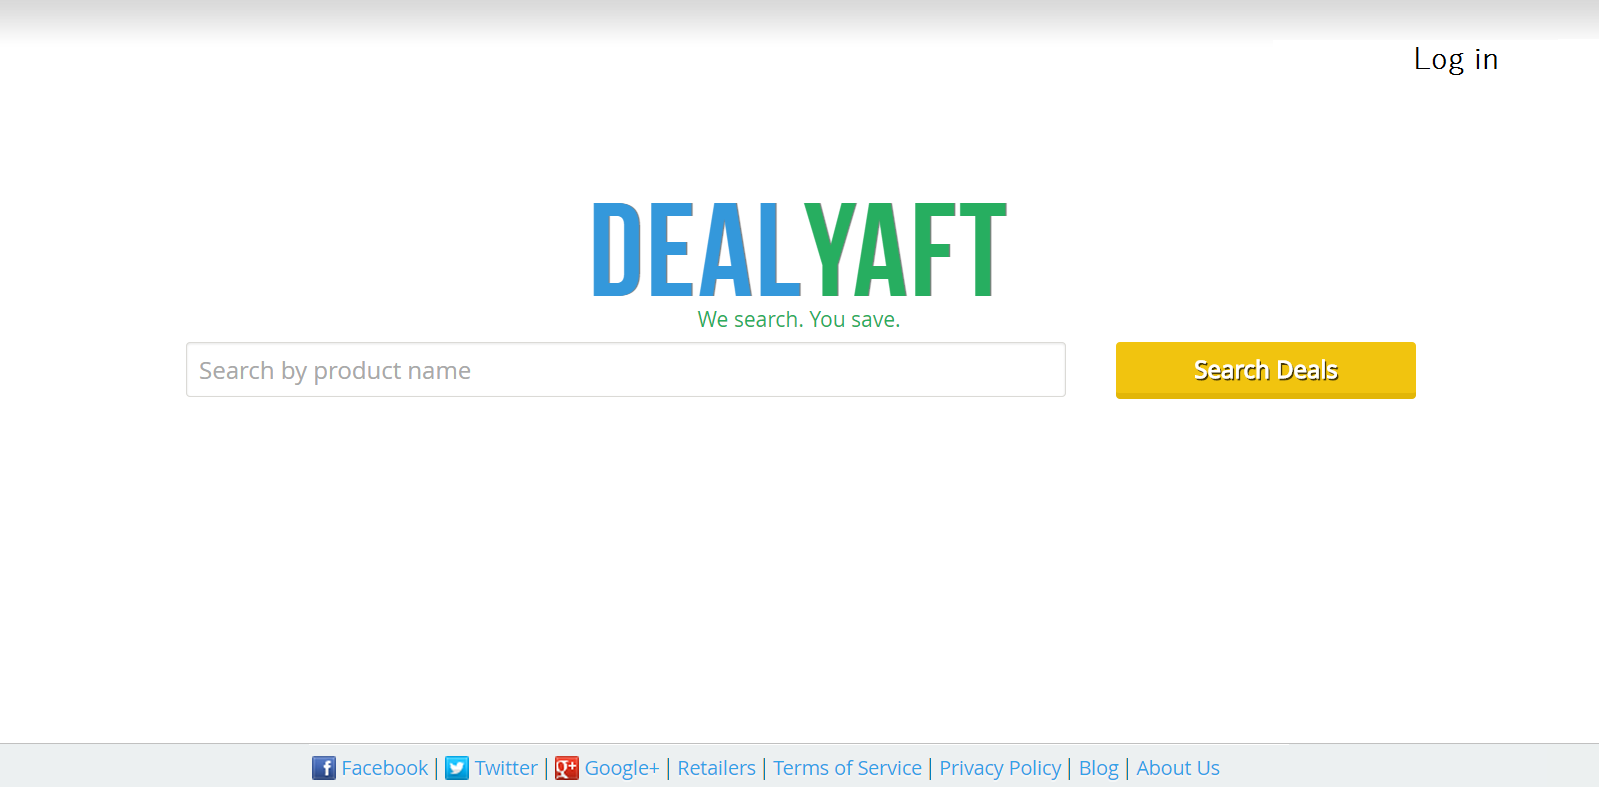 Log in
DEALYAFT
We search. You save.
Search by product name
Search Deals
Facebook | Twitter | Google+ | Retailers | Terms of Service | Privacy Policy | Blog | About Us